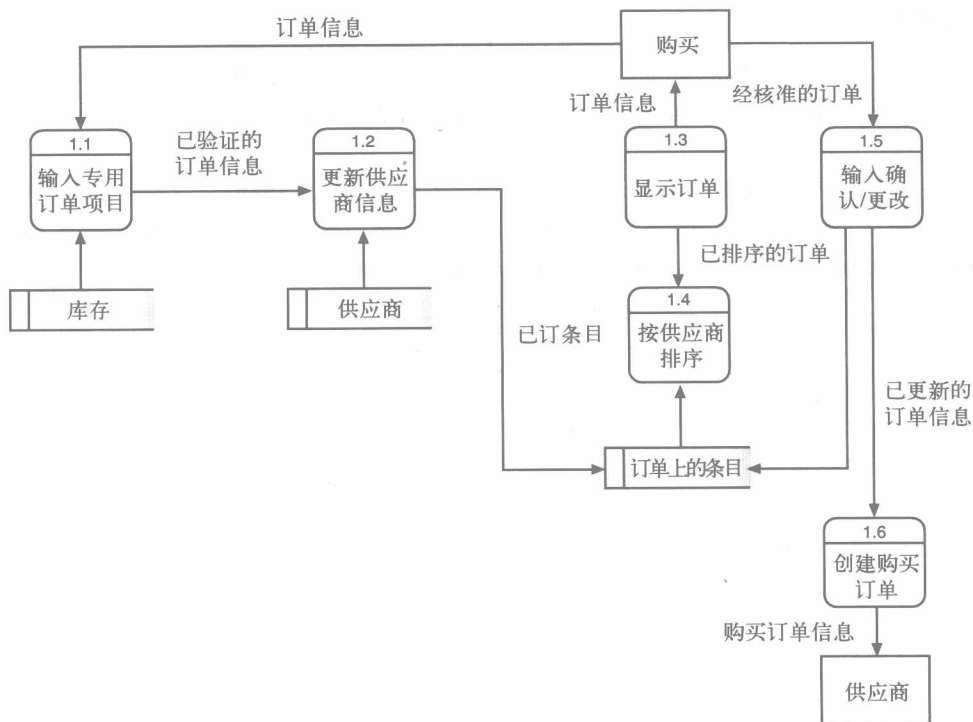 订单信息
购买
订单信息
经核准的订单
1.1
输入专用
订单项目
已验证的
订单信息
1.2
更新供应
商信息
1.3
显示订单
1.5
输入确
认/更改
库存
供应商
已排序的订单
1.4
按供应商
排序
已订条目
已更新的
订单信息
订单上的条目
1.6
创建购买
订单
购买订单信息
供应商